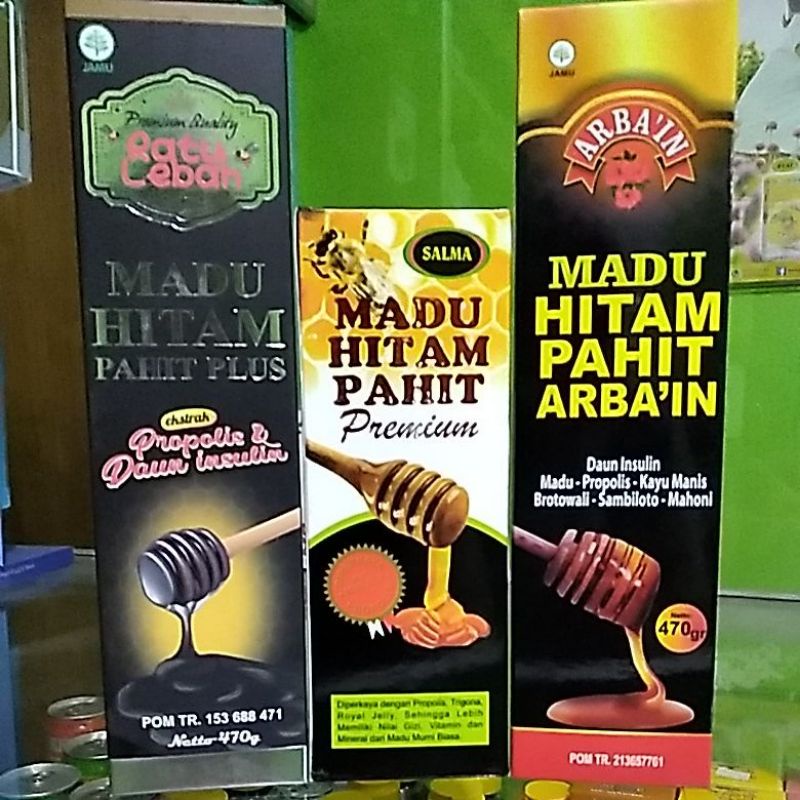 JAMU
Premium Quality
Ratu
Lebah
MADU
HITAM
PAHIT PLUS
ekstrak
Propolis &
Daun insulin
POM TR. 153 688 471
Netto 470g
SALMA
MADU
HITAM
PAHIT
Premium
Diperkaya dengan Propolis, Trigona,
Royal Jelly, Sehingga Lebih
Memiliki Nilai Gizi, Vitamin dan
Mineral dari Madu Murni Biasa.
JAMU
ARBA'IN
MADU
HITAM
PAHIT
ARBA'IN
Daun Insulin
Madu - Propolis - Kayu Manis
Brotowali - Sambiloto - Mahoni
Netto
470gr
POM TR. 213657761